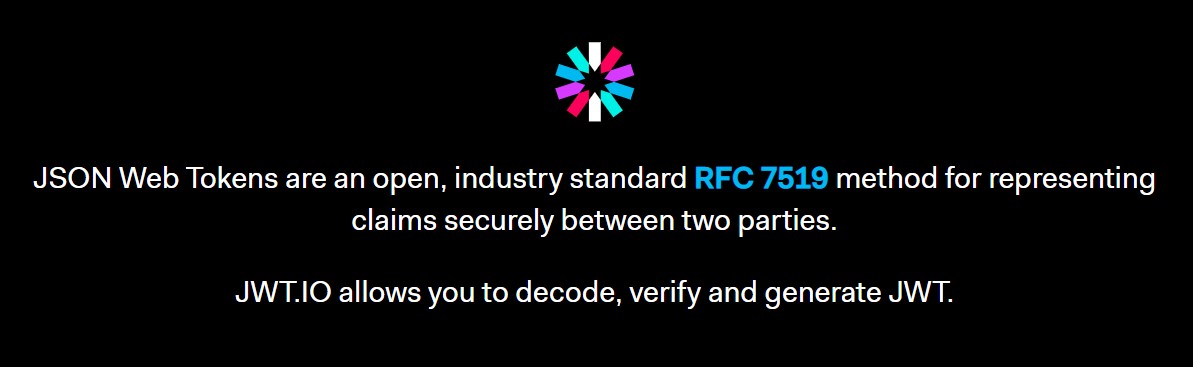 JSON Web Tokens are an open, industry standard RFC 7519 method for representing
claims securely between two parties.
JWT.IO allows you to decode, verify and generate JWT.